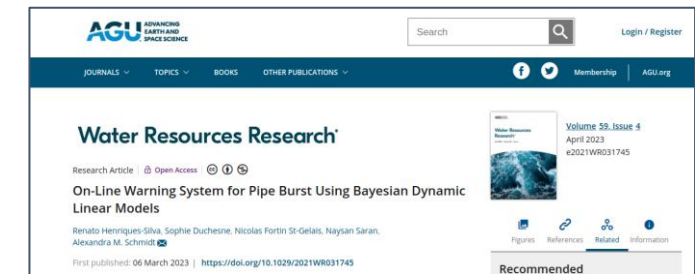 AGU ADVANCING
EARTH AND
SPACE SCIENCE
Search
Login / Register
JOURNALS
TOPICS
BOOKS
OTHER PUBLICATIONS
Membership
AGU.org
Water Resources Research
Volume 59, Issue 4
April 2023
e2021WR031745
Research Article
Open Access
On-Line Warning System for Pipe Burst Using Bayesian Dynamic
Linear Models
Renato Henriques-Silva, Sophie Duchesne, Nicolas Fortin St-Gelais, Naysan Saran,
Alexandra M. Schmidt
First published: 06 March 2023 | https://doi.org/10.1029/2021WR031745
Figures
References
Related
Information
Recommended